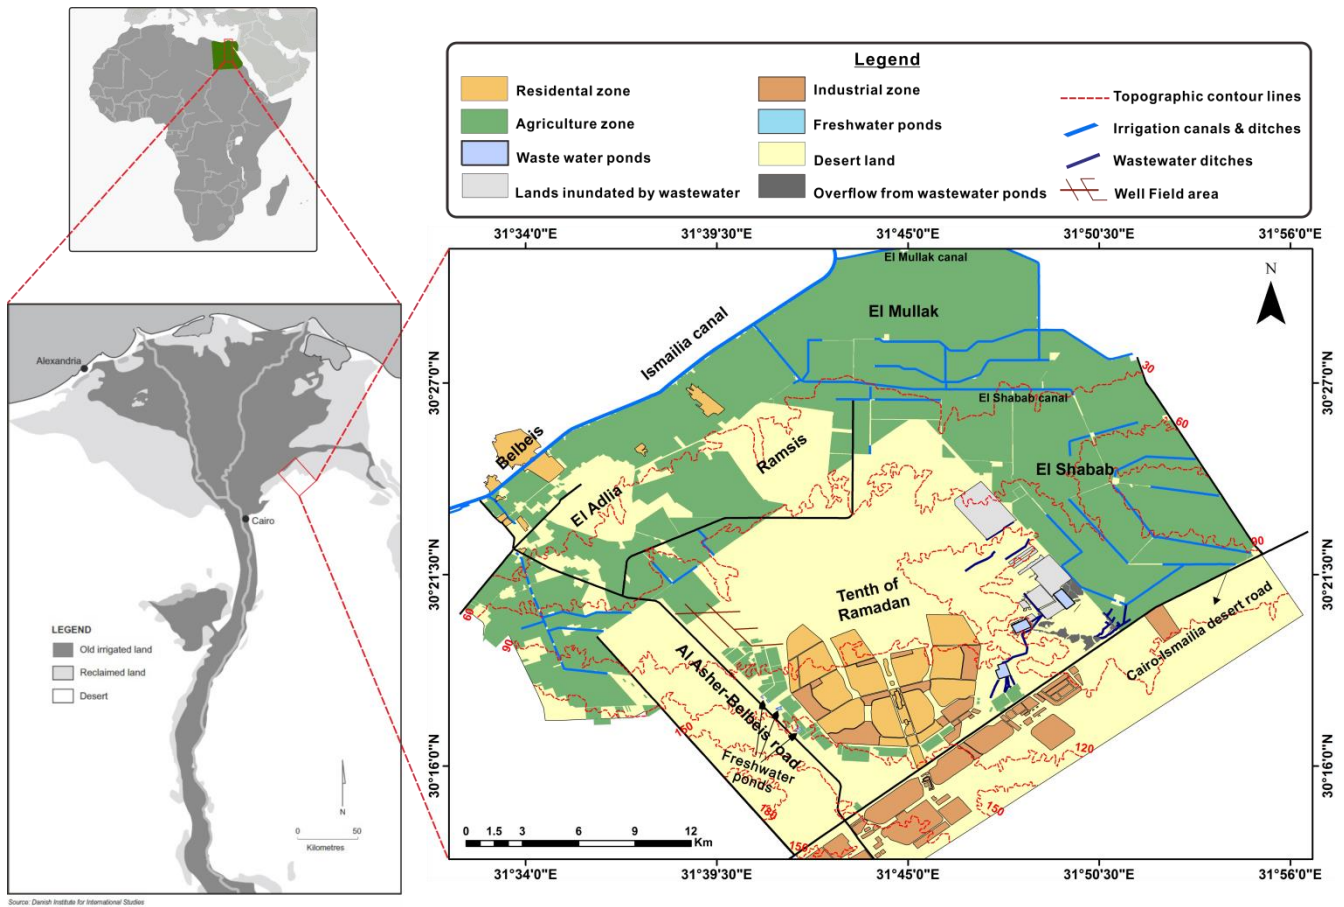 Legend
Residental zone
Industrial zone
Topographic contour lines
Agriculture zone
Freshwater ponds
Irrigation canals & ditches
Waste water ponds
Desert land
Wastewater ditches
Lands inundated by wastewater
Overflow from wastewater ponds
Well Field area
31°34'0"E
31°39'30"E
31°45'0"E
31°50'30"E
31°56'0"E
30°27'0"N
30°21'30"N
30°16'0"N
30°27'0"N
30°21'30"N
30°16'0"N
El Mullak canal
N
El Mullak
Ismailia canal
30
El Shabab canal
60
Belbeis
Ramsis
El Shabab
El Adlia
90
Tenth of
Ramadan
60
90
Cairo-Ismailia desert road
Al Asher-Belbeis road
150
Freshwater
ponds
120
150
180
150
0 1.5 3 6 9 12
Km
31°34'0"E
31°39'30"E
31°45'0"E
31°50'30"E
31°56'0"E
Alexandria
Cairo
LEGEND
Old irrigated land
Reclaimed land
Desert
N
0 50
Kilometres
Source: Danish Institute for International Studies